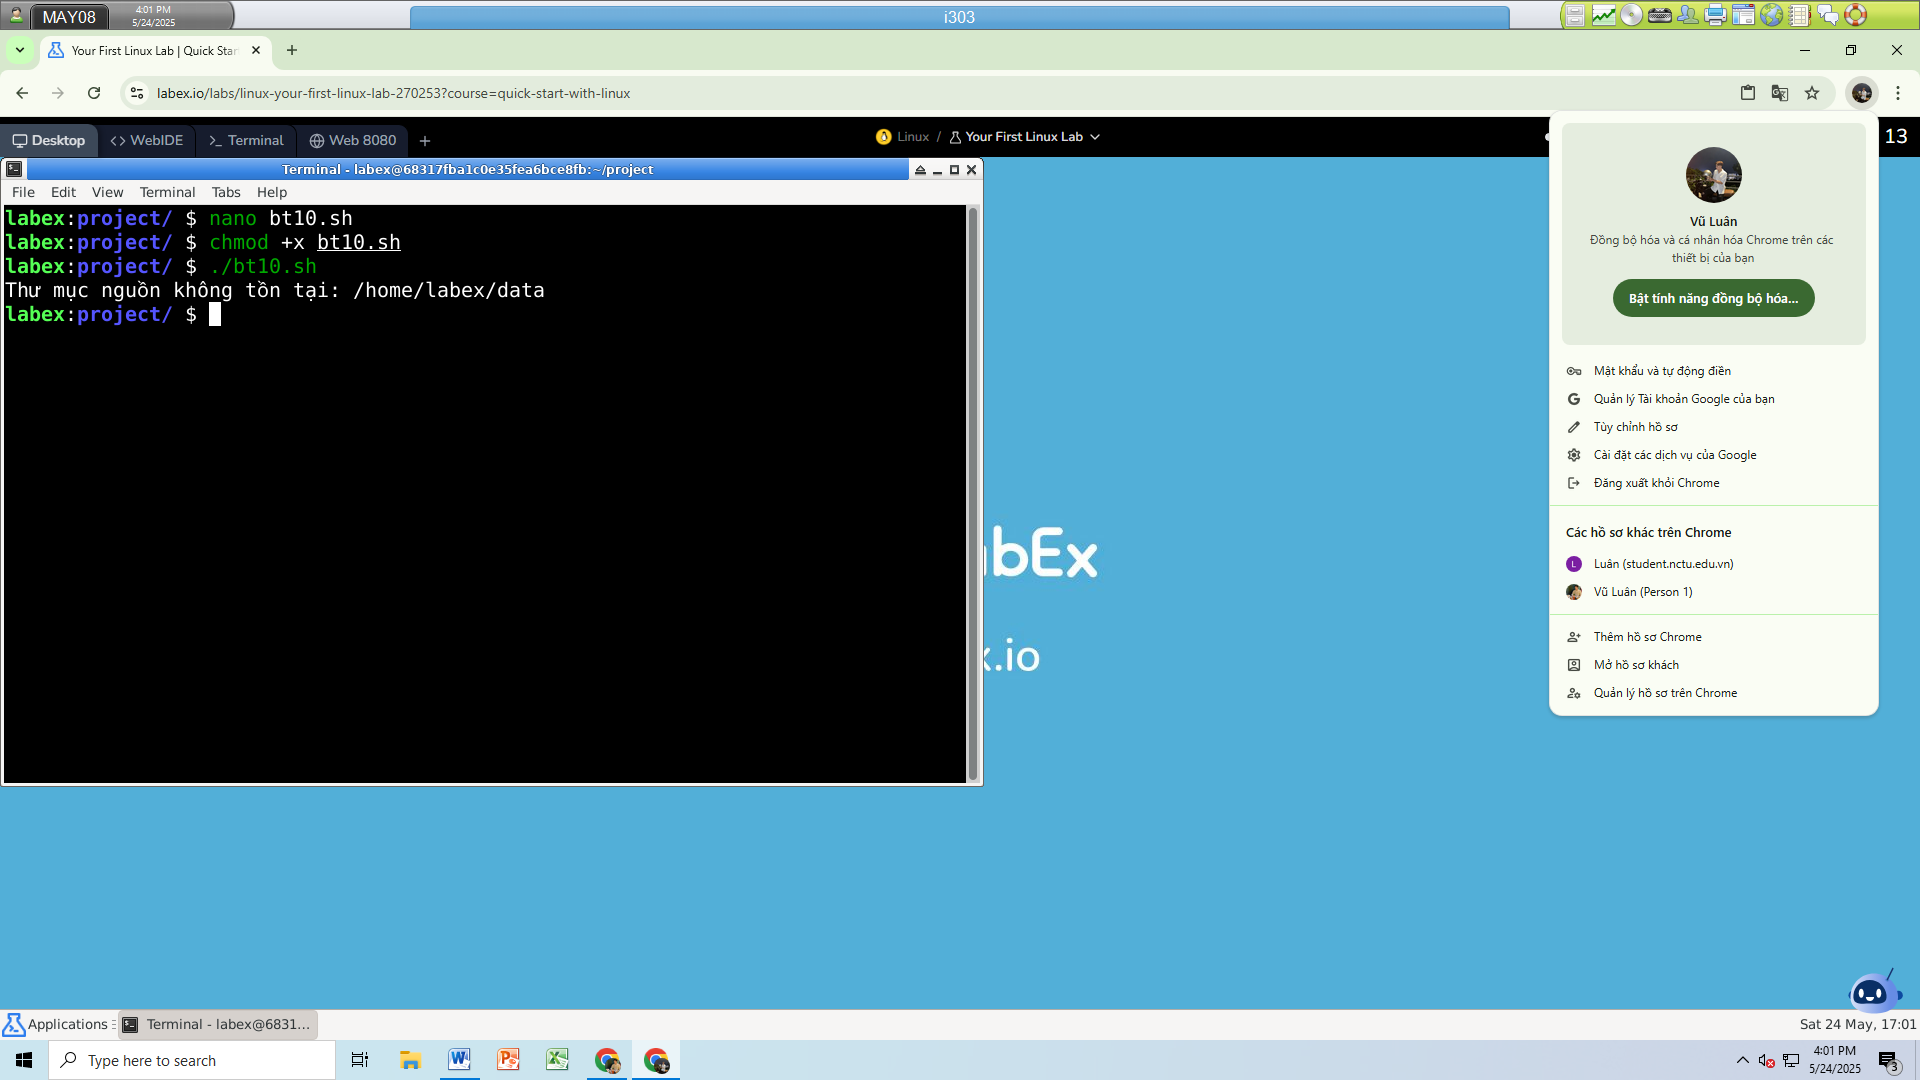 MAY08
4:01 PM
5/24/2025
i303
Your First Linux Lab | Quick Star
labex.io/labs/linux-your-first-linux-lab-270253?course=quick-start-with-linux
Desktop
WebIDE
Terminal
Web 8080
Linux / Your First Linux Lab
13
Terminal - labex@68317fba1c0e35fea6bce8fb:~/project
File Edit View Terminal Tabs Help
labex:project/ $ nano bt10.sh
labex:project/ $ chmod +x bt10.sh
labex:project/ $ ./bt10.sh
Thư mục nguồn không tồn tại: /home/labex/data
labex:project/ $
bEx
x.io
Vũ Luân
Đồng bộ hóa và cá nhân hóa Chrome trên các
thiết bị của bạn
Bật tính năng đồng bộ hóa...
Mật khẩu và tự động điền
Quản lý Tài khoản Google của bạn
Tùy chỉnh hồ sơ
Cài đặt các dịch vụ của Google
Đăng xuất khỏi Chrome
Các hồ sơ khác trên Chrome
L
Luân (student.nctu.edu.vn)
Vũ Luân (Person 1)
Thêm hồ sơ Chrome
Mở hồ sơ khách
Quản lý hồ sơ trên Chrome
Applications
Terminal - labex@6831...
Sat 24 May, 17:01
Type here to search
4:01 PM
5/24/2025
3